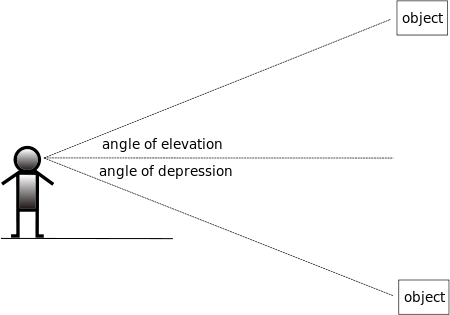 object
angle of elevation
angle of depression
object